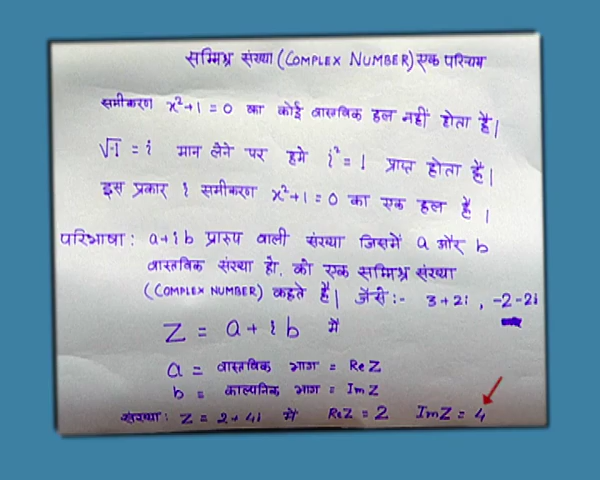 सम्मिश्र संख्या (COMPLEX NUMBER) एक परिचय
समीकरण x²+1=0 का कोई वास्तविक हल नहीं होता है|
√-1 = i मान लेने पर हमे i² = 1 प्राप्त होता है|
इस प्रकार i समीकरण x²+1=0 का एक हल है |
परिभाषा: a+ib प्रारुप वाली संख्या जिसमें a और b
वास्तविक संख्या हो, को एक सम्मिश्र संख्या
(COMPLEX NUMBER) कहते है| जैसे:- 3+2i , -2-2i
Z = a+ib में
a = वास्तविक भाग = Re Z
b = काल्पनिक भाग = Im Z
संख्या: Z = 2+4i में ReZ = 2 ImZ = 4